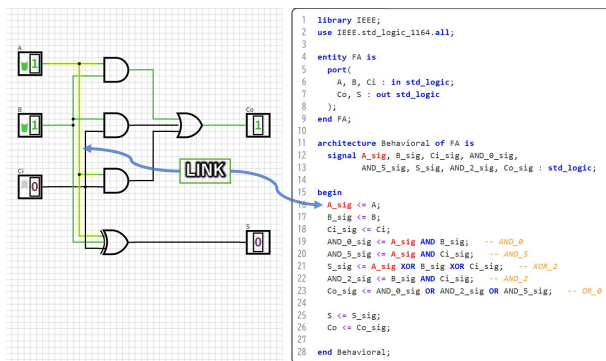 A
1
B
1
Ci
0
LINK
Co
1
S
0
1 library IEEE;
2 use IEEE.std_logic_1164.all;
3
4 entity FA is
5 port(
6 A, B, Ci : in std_logic;
7 Co, S : out std_logic
8 );
9 end FA;
10
11 architecture Behavioral of FA is
12 signal A_sig, B_sig, Ci_sig, AND_0_sig,
13 AND_5_sig, S_sig, AND_2_sig, Co_sig : std_logic;
14
15 begin
16 A_sig <= A;
17 B_sig <= B;
18 Ci_sig <= Ci;
19 AND_0_sig <= A_sig AND B_sig; -- AND_0
20 AND_5_sig <= A_sig AND Ci_sig; -- AND_5
21 S_sig <= A_sig XOR B_sig XOR Ci_sig; -- XOR_2
22 AND_2_sig <= B_sig AND Ci_sig; -- AND_2
23 Co_sig <= AND_0_sig OR AND_2_sig OR AND_5_sig; -- OR_0
24
25 S <= S_sig;
26 Co <= Co_sig;
27
28 end Behavioral;